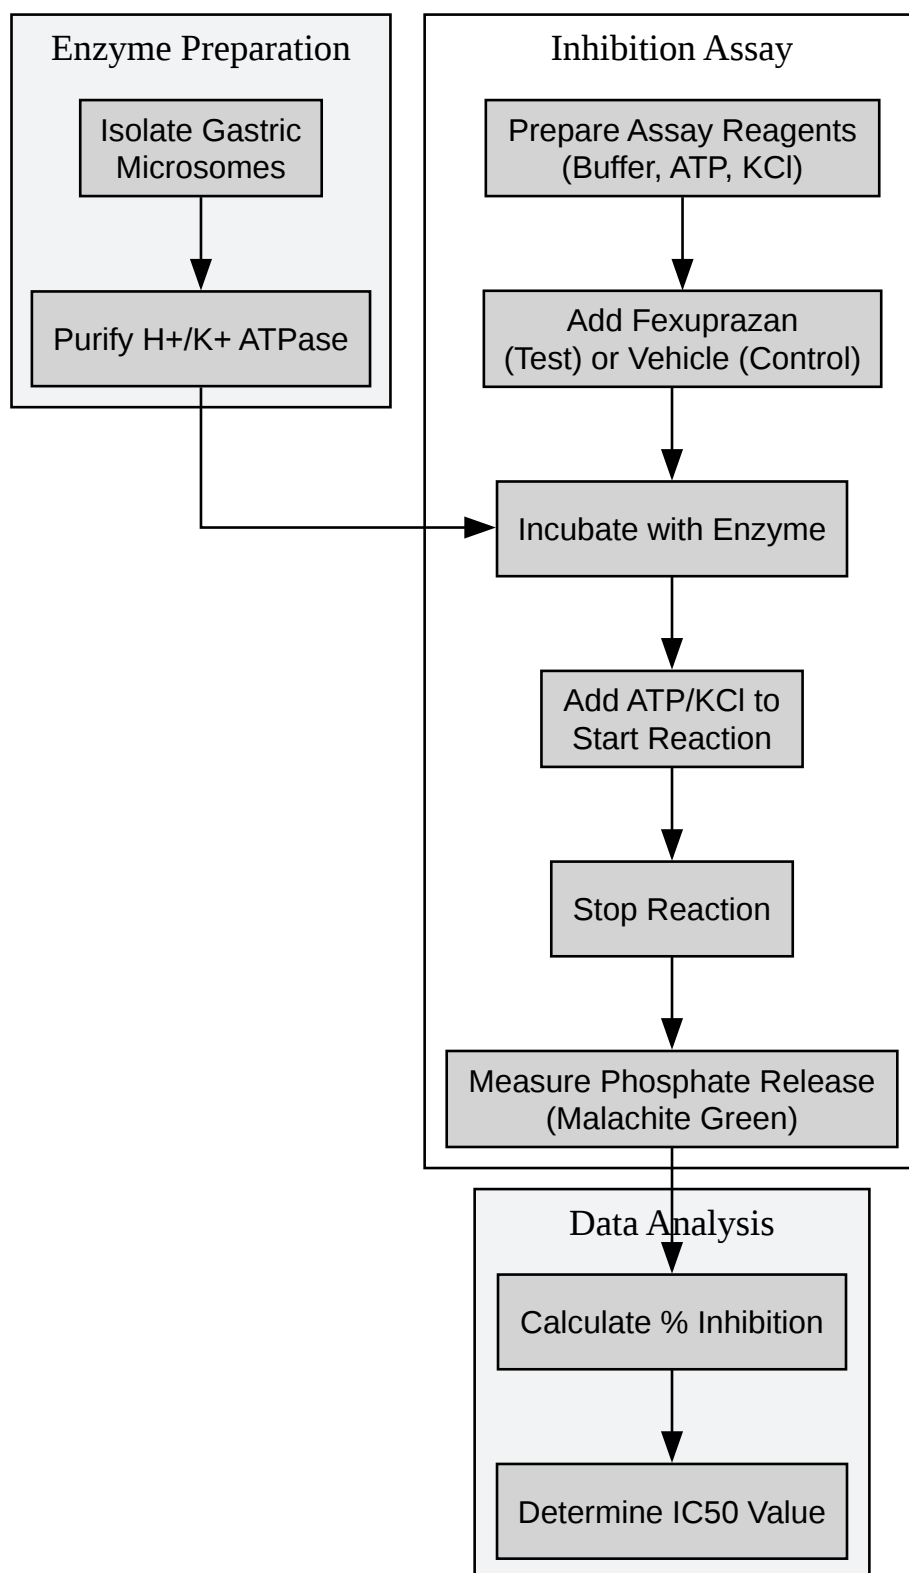 Enzyme Preparation
Isolate Gastric
Microsomes
Purify H+/K+ ATPase
Inhibition Assay
Prepare Assay Reagents
(Buffer, ATP, KCl)
Add Fexuprazan
(Test) or Vehicle (Control)
Incubate with Enzyme
Add ATP/KCl to
Start Reaction
Stop Reaction
Measure Phosphate Release
(Malachite Green)
Data Analysis
Calculate % Inhibition
Determine IC50 Value